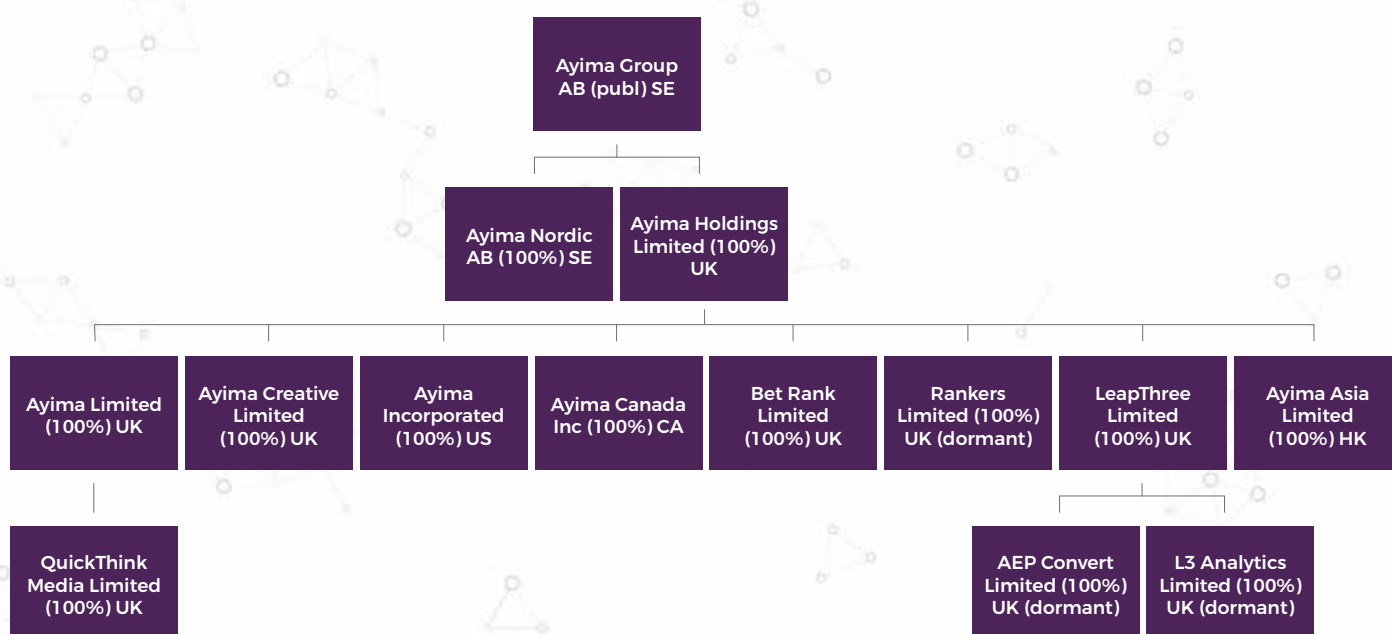 Ayima Group
AB (publ) SE
Ayima Nordic
AB (100%) SE
Ayima Holdings
Limited (100%)
UK
Ayima Limited
(100%) UK
Ayima Creative
Limited
(100%) UK
Ayima
Incorporated
(100%) US
Ayima Canada
Inc (100%) CA
Bet Rank
Limited
(100%) UK
Rankers
Limited (100%)
UK (dormant)
LeapThree
Limited
(100%) UK
Ayima Asia
Limited
(100%) HK
QuickThink
Media Limited
(100%) UK
AEP Convert
Limited (100%)
UK (dormant)
L3 Analytics
Limited (100%)
UK (dormant)